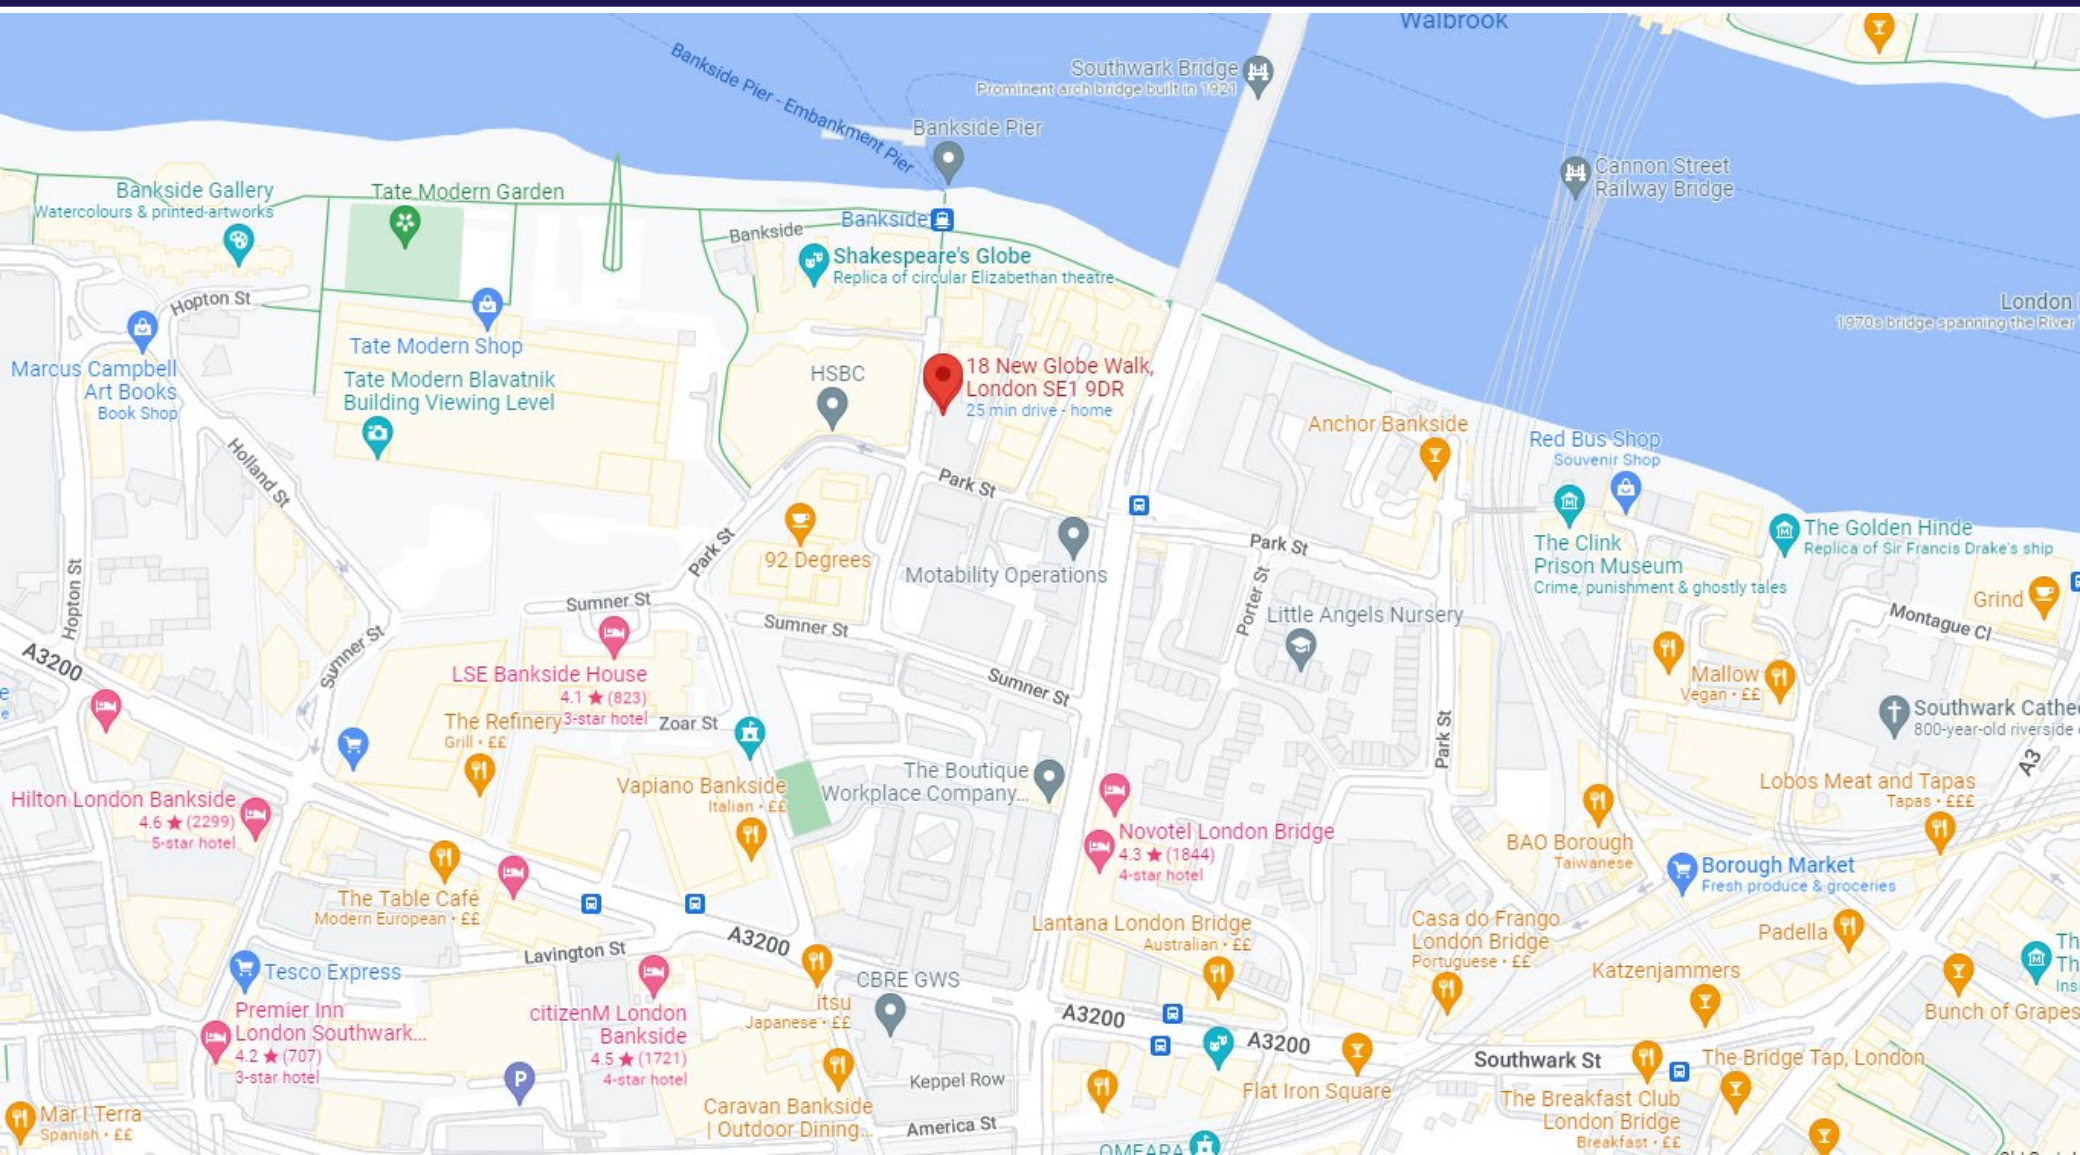 Walbrook
Southwark Bridge
Prominent arch bridge built in 1921
Bankside Pier - Embankment Pier
Bankside Pier
Cannon Street
Railway Bridge
Bankside Gallery
Watercolours & printed-artworks
Tate Modern Garden
Bankside
Bankside
Shakespeare's Globe
Replica of circular Elizabethan theatre
Hopton St
London
1970s bridge spanning the River
Tate Modern Shop
Marcus Campbell
Art Books
Book Shop
Tate Modern Blavatnik
Building Viewing Level
HSBC
18 New Globe Walk,
London SE1 9DR
25 min drive - home
Anchor Bankside
Red Bus Shop
Souvenir Shop
Holland St
Park St
92 Degrees
Park St
Motability Operations
Park St
The Clink
Prison Museum
Crime, punishment & ghostly tales
The Golden Hinde
Replica of Sir Francis Drake's ship
Hopton St
Sumner St
Sumner St
Porter St
Little Angels Nursery
Grind
Montague Cl
A3200
Sumner St
LSE Bankside House
4.1 ★ (823)
3-star hotel
Sumner St
Mallow
Vegan · ££
The Refinery
Grill · ££
Zoar St
Park St
Southwark Cathe
800-year-old riverside
A3
Hilton London Bankside
4.6 ★ (2299)
5-star hotel
Vapiano Bankside
Italian · ££
The Boutique
Workplace Company...
Novotel London Bridge
4.3 ★ (1844)
4-star hotel
Lobos Meat and Tapas
Tapas · £££
BAO Borough
Taiwanese
Borough Market
Fresh produce & groceries
The Table Café
Modern European · ££
Lavington St
A3200
Lantana London Bridge
Australian · ££
Casa do Frango
London Bridge
Portuguese · ££
Padella
Katzenjammers
Th
Th
Ins
Tesco Express
CBRE GWS
Premier Inn
London Southwark...
4.2 ★ (707)
3-star hotel
citizenM London
Bankside
4.5 ★ (1721)
4-star hotel
P
itsu
Japanese · ££
A3200
A3200
Bunch of Grapes
Southwark St
The Bridge Tap, London
Keppel Row
Flat Iron Square
The Breakfast Club
London Bridge
Breakfast · ££
Mar I Terra
Spanish · ££
Caravan Bankside
| Outdoor Dining...
America St
OMEARA